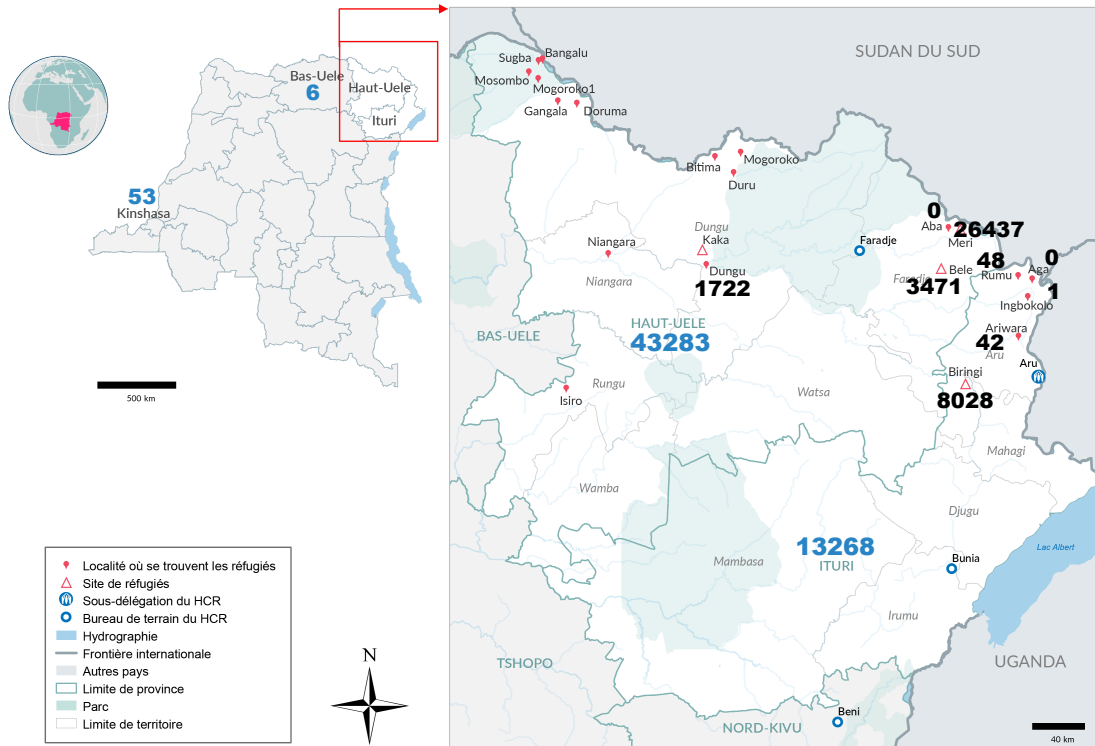 Bas-Uele
6
Haut-Uele
Ituri
53
Kinshasa
500 km
SUDAN DU SUD
Sugba
Bangalu
Mosombo
Mogoroko1
Gangala
Doruma
Bitima
Mogoroko
Duru
Dungu
Kaka
Niangara
Dungu
1722
Niangara
Faradje
0
Aba
26437
Meri
48
0
Bele
Rumu
Aga
Faradje
3471
1
Ingbokolo
HAUT-UELE
43283
BAS-UELE
Ariwara
42
Aru
Aru
Biringi
8028
Rungu
Isiro
Watsa
Mahagi
Wamba
Djugu
13268
ITURI
Mambasa
Bunia
Lac Albert
Irumu
TSHOPO
UGANDA
Beni
NORD-KIVU
40 km
Localité où se trouvent les réfugiés
Site de réfugiés
Sous-délégation du HCR
Bureau de terrain du HCR
Hydrographie
Frontière internationale
Autres pays
Limite de province
Parc
Limite de territoire
N